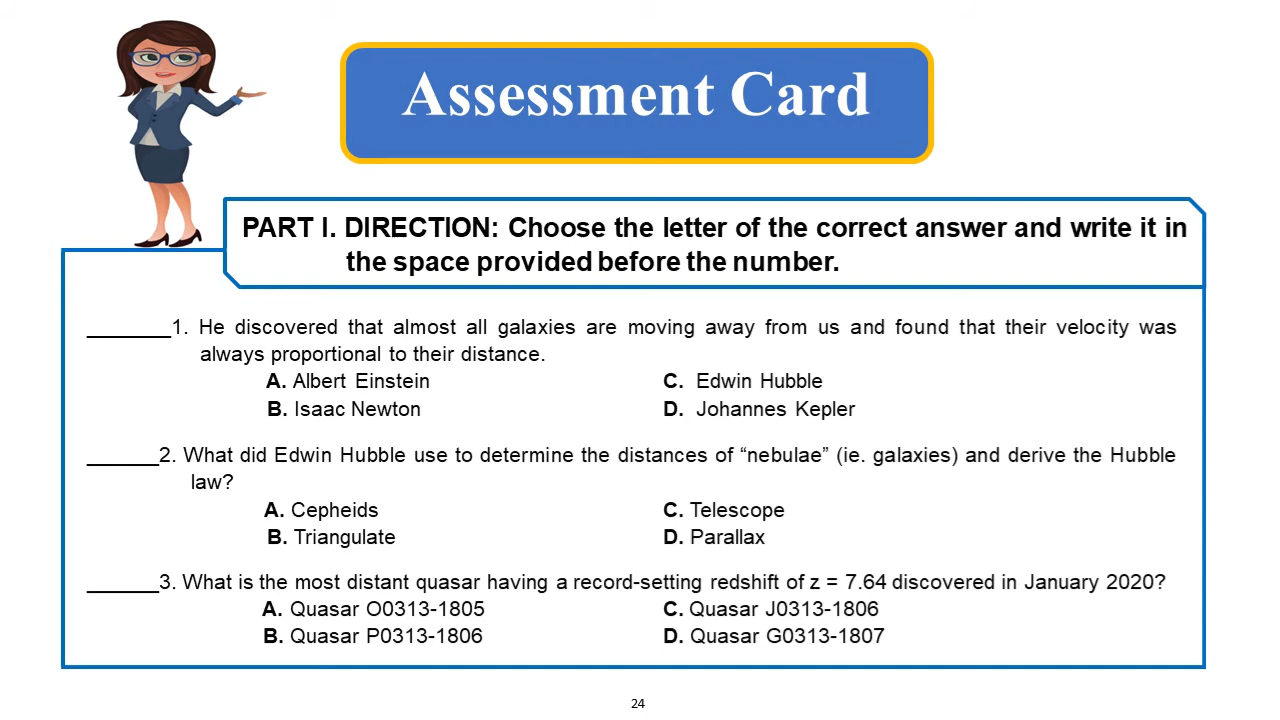 Assessment Card
PART I. DIRECTION: Choose the letter of the correct answer and write it in
the space provided before the number.
_______1. He discovered that almost all galaxies are moving away from us and found that their velocity was
always proportional to their distance.
A. Albert Einstein C. Edwin Hubble
B. Isaac Newton D. Johannes Kepler
______2. What did Edwin Hubble use to determine the distances of “nebulae” (ie. galaxies) and derive the Hubble
law?
A. Cepheids C. Telescope
B. Triangulate D. Parallax
______3. What is the most distant quasar having a record-setting redshift of z = 7.64 discovered in January 2020?
A. Quasar O0313-1805 C. Quasar J0313-1806
B. Quasar P0313-1806 D. Quasar G0313-1807
24